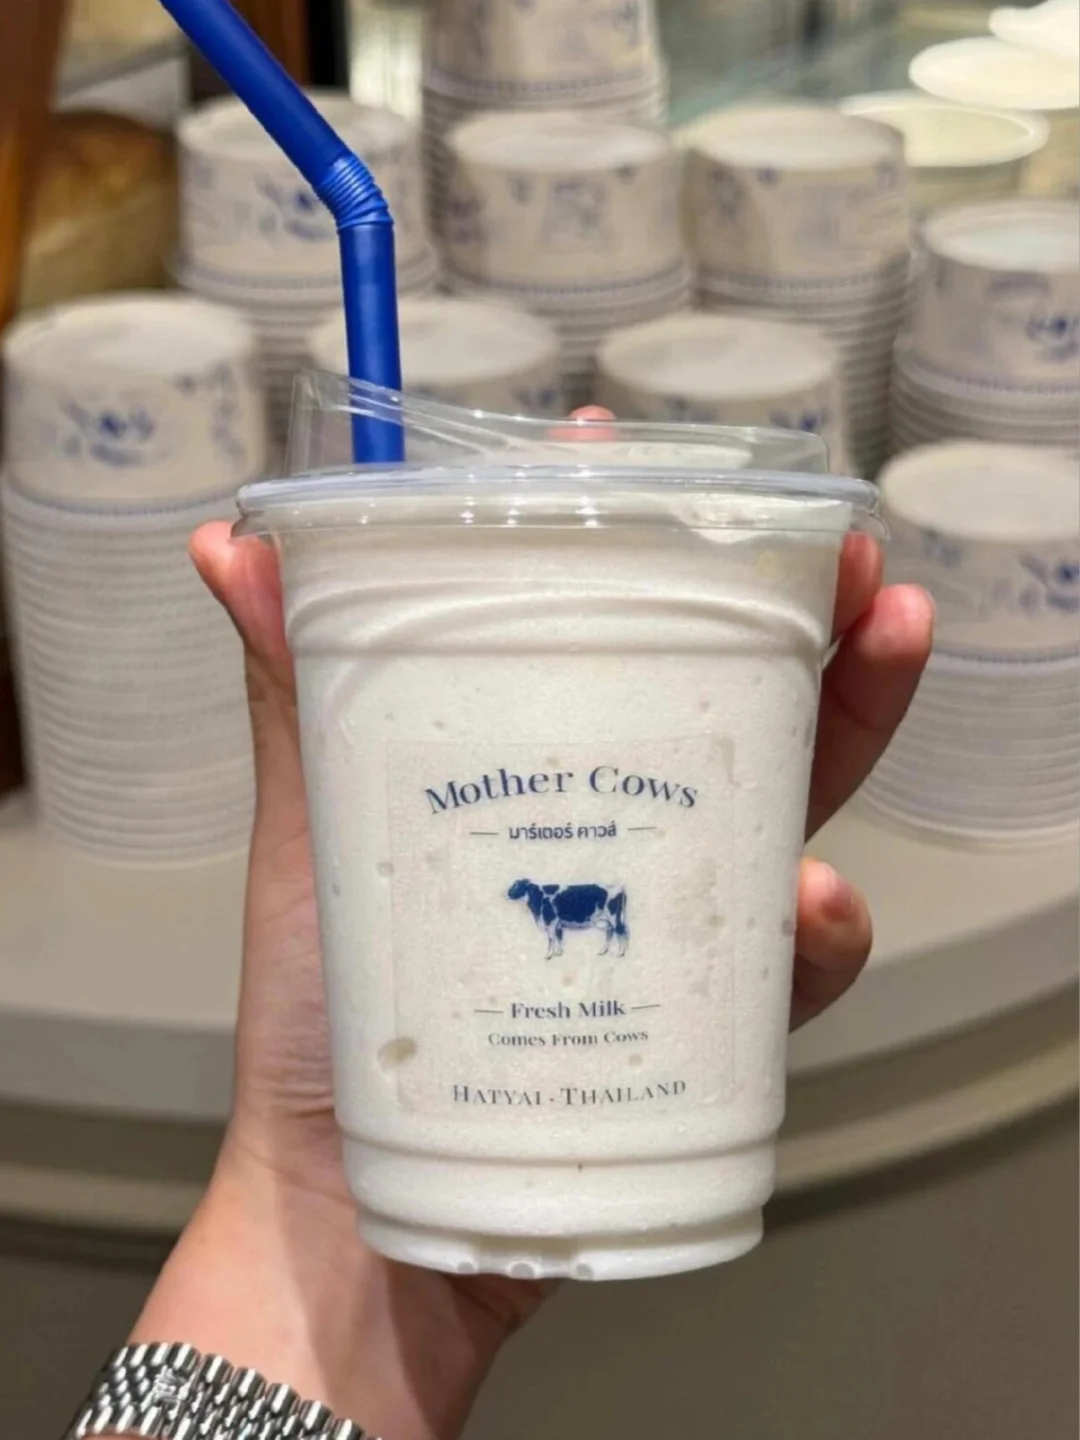 Mother Cows
มาร์เตอร์ คาวส์
Fresh Milk
Comes From Cows
HATYAI · THAILAND